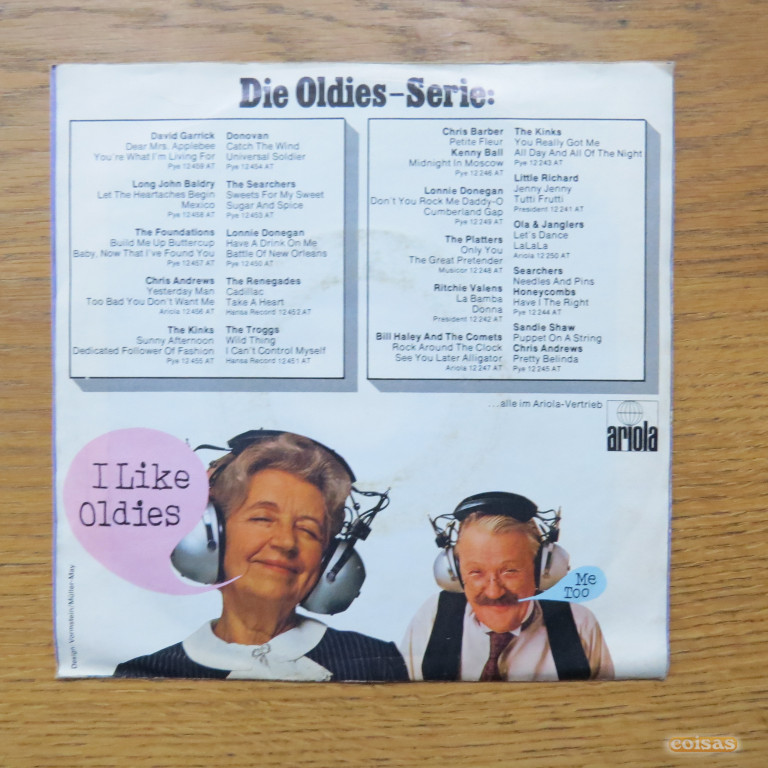 Die Oldies-Serie:
David Garrick
Dear Mrs. Applebee
You're What I'm Living For
Pye 12 459 AT
Long John Baldry
Let The Heartaches Begin
Mexico
Pye 12 458 AT
The Foundations
Build Me Up Buttercup
Baby, Now That I've Found You
Pye 12 457 AT
Chris Andrews
Yesterday Man
Too Bad You Don't Want Me
Ariola 12 456 AT
The Kinks
Sunny Afternoon
Dedicated Follower Of Fashion
Pye 12 455 AT
Donovan
Catch The Wind
Universal Soldier
Pye 12 454 AT
The Searchers
Sweets For My Sweet
Sugar And Spice
Pye 12 453 AT
Lonnie Donegan
Have A Drink On Me
Battle Of New Orleans
Pye 12 450 AT
The Renegades
Cadillac
Take A Heart
Hansa Record 12 452 AT
The Troggs
Wild Thing
I Can't Control Myself
Hansa Record 12 451 AT
Chris Barber
Petite Fleur
Kenny Ball
Midnight In Moscow
Pye 12 246 AT
Lonnie Donegan
Don't You Rock Me Daddy-O
Cumberland Gap
Pye 12 249 AT
The Platters
Only You
The Great Pretender
Musicor 12 248 AT
Ritchie Valens
La Bamba
Donna
President 12 242 AT
Bill Haley And The Comets
Rock Around The Clock
See You Later Alligator
Ariola 12 247 AT
The Kinks
You Really Got Me
All Day And All Of The Night
Pye 12 243 AT
Little Richard
Jenny Jenny
Tutti Frutti
President 12 241 AT
Ola & Janglers
Let's Dance
LaLaLa
Ariola 12 250 AT
Searchers
Needles And Pins
Honeycombs
Have I The Right
Pye 12 244 AT
Sandie Shaw
Puppet On A String
Chris Andrews
Pretty Belinda
Pye 12 245 AT
...alle im Ariola-Vertrieb
ariola
I Like
Oldies
Me
Too
Design: Vormstein/Müller-May
coisas